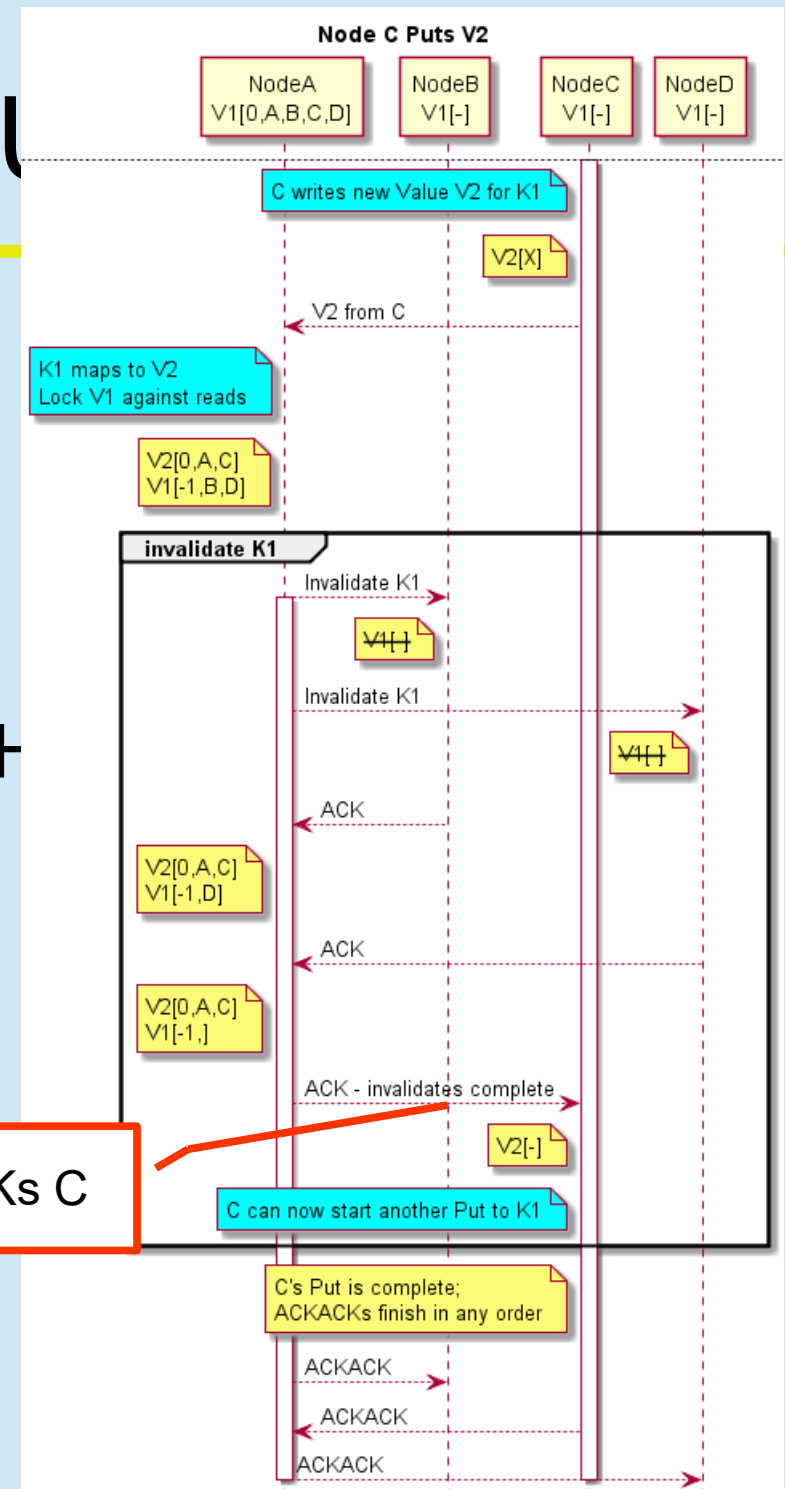 Node C Puts V2
NodeA
V1[0,A,B,C,D]
NodeB
V1[-]
NodeC
V1[-]
NodeD
V1[-]
C writes new Value V2 for K1
V2[X]
V2 from C
K1 maps to V2
Lock V1 against reads
V2[0,A,C]
V1[-1,B,D]
invalidate K1
Invalidate K1
V1[-]
Invalidate K1
V1[-]
ACK
V2[0,A,C]
V1[-1,D]
ACK
V2[0,A,C]
V1[-1,]
ACK - invalidates complete
V2[-]
Ks C
C can now start another Put to K1
C's Put is complete;
ACKACKs finish in any order
ACKACK
ACKACK
ACKACK